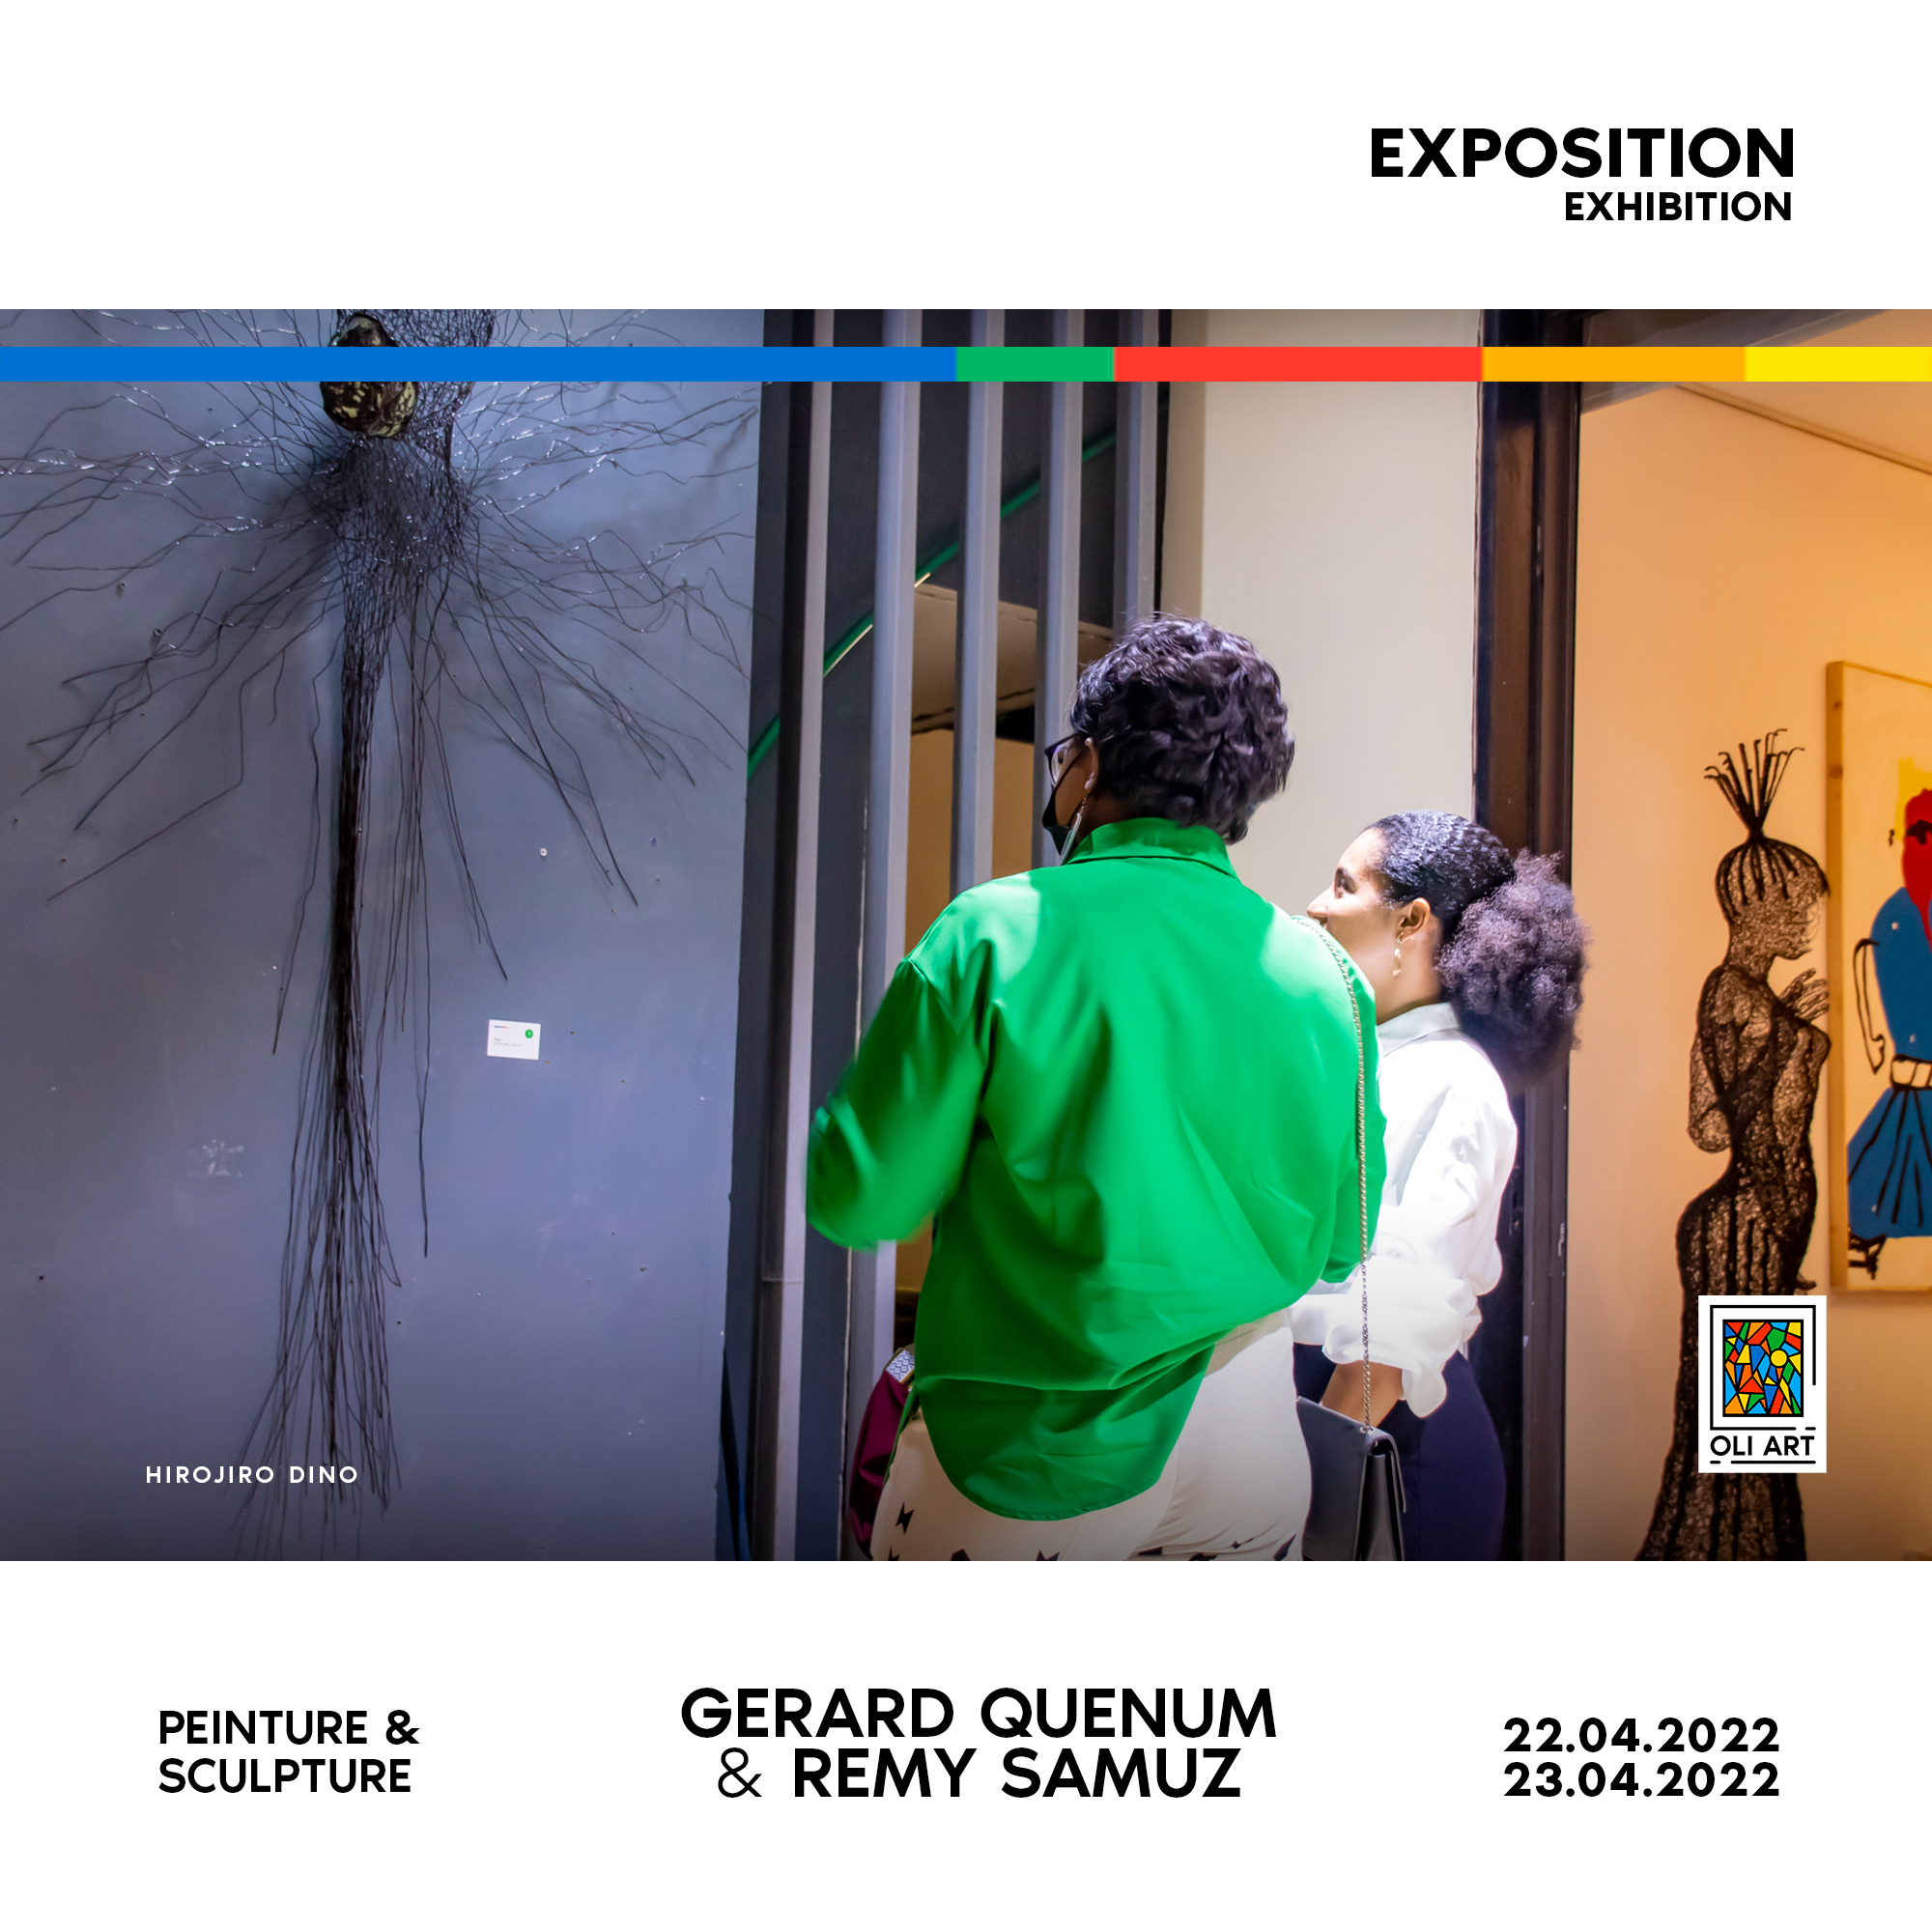 EXPOSITION
EXHIBITION
HIROJIRO DINO
OLI ART
PEINTURE &
SCULPTURE
GERARD QUENUM
& REMY SAMUZ
22.04.2022
23.04.2022